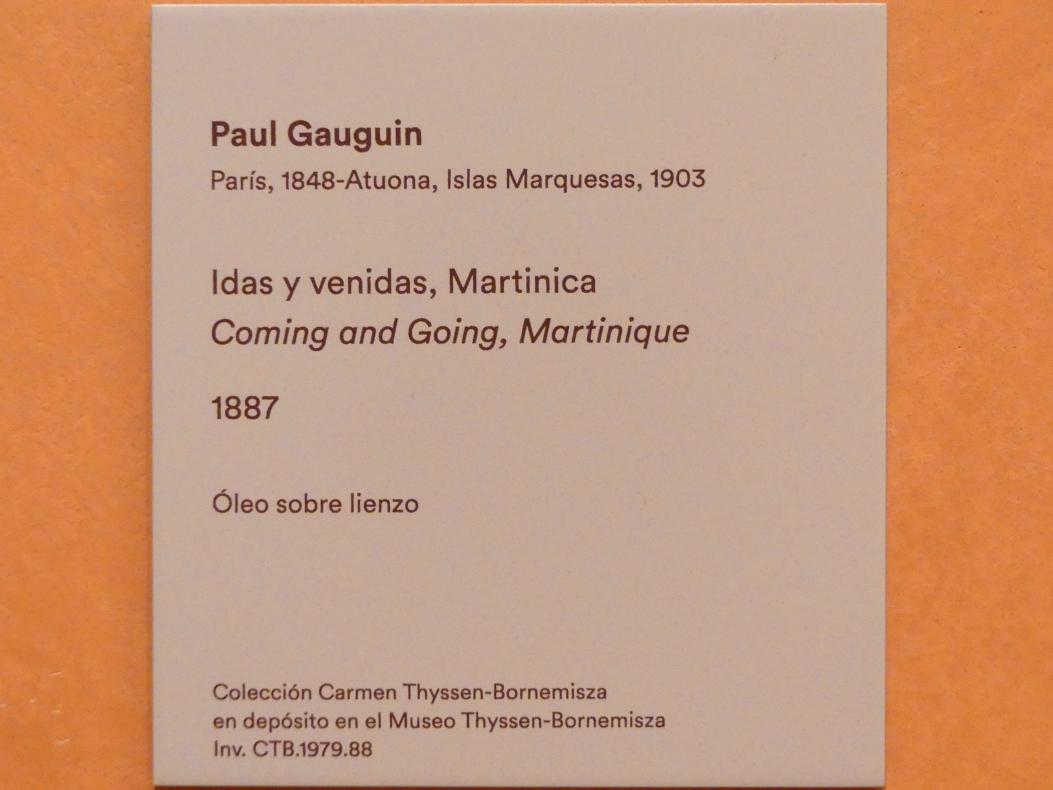 Paul Gauguin
París, 1848-Atuona, Islas Marquesas, 1903
Idas y venidas, Martinica
Coming and Going, Martinique
1887
Óleo sobre lienzo
Colección Carmen Thyssen-Bornemisza
en depósito en el Museo Thyssen-Bornemisza
Inv. CTB.1979.88